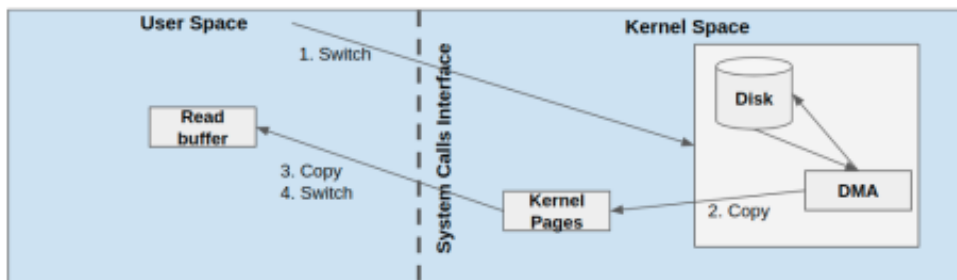 User Space
Kernel Space
1. Switch
System Calls Interface
Disk
Read
buffer
3. Copy
4. Switch
Kernel
Pages
2. Copy
DMA